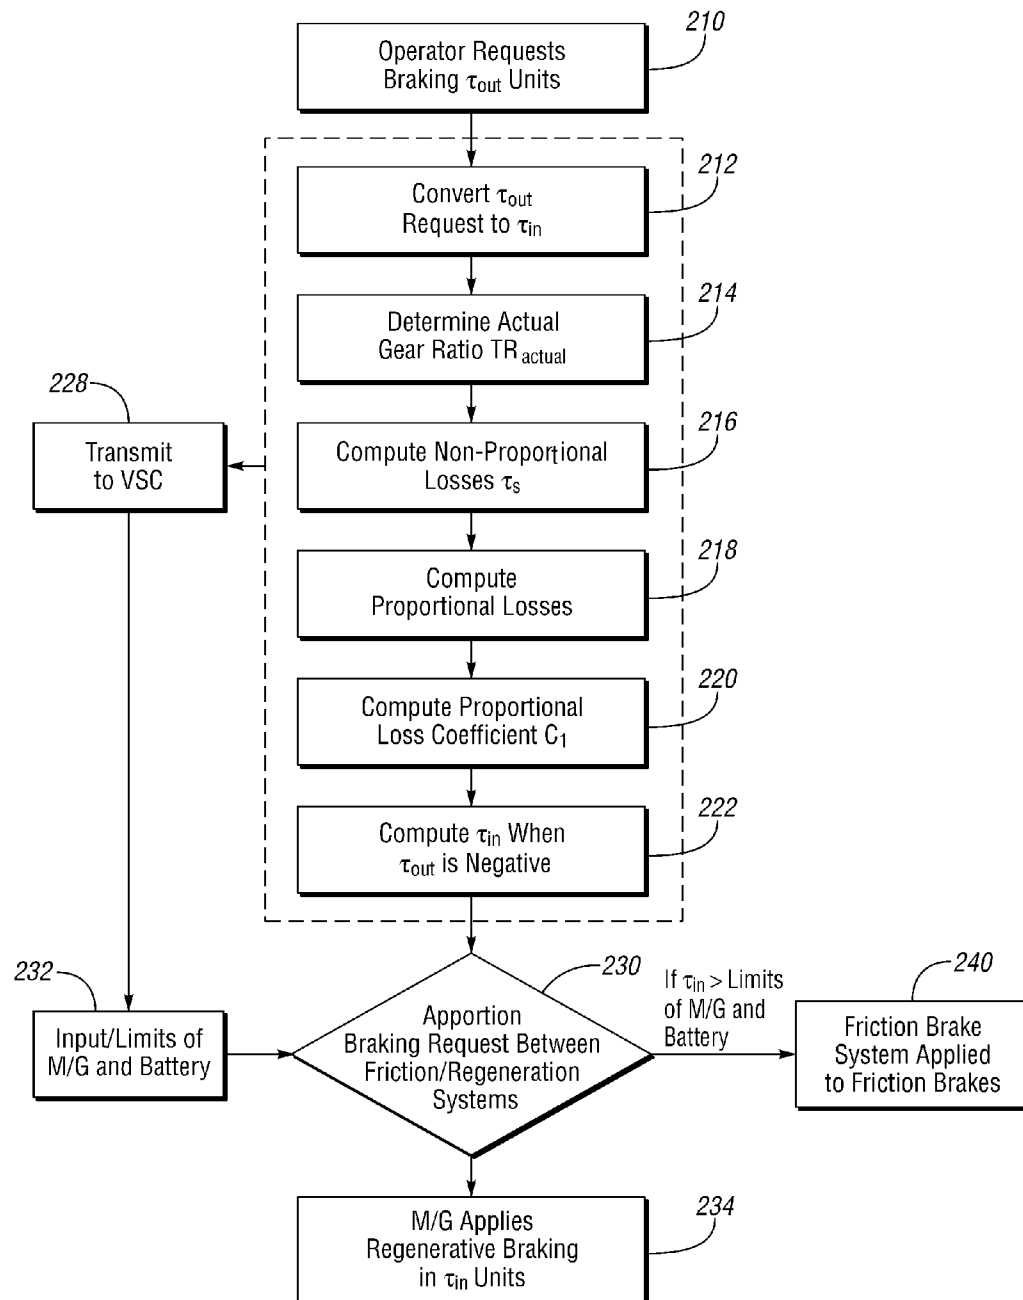 210
Operator Requests
Braking τout Units
212
Convert τout
Request to τin
214
Determine Actual
Gear Ratio TR actual
228
Transmit
to VSC
216
Compute Non-Proportional
Losses τs
218
Compute
Proportional Losses
220
Compute Proportional
Loss Coefficient C1
222
Compute τin When
τout is Negative
232
Input/Limits of
M/G and Battery
230
Apportion
Braking Request Between
Friction/Regeneration
Systems
If τin > Limits
of M/G and
Battery
240
Friction Brake
System Applied
to Friction Brakes
234
M/G Applies
Regenerative Braking
in τin Units